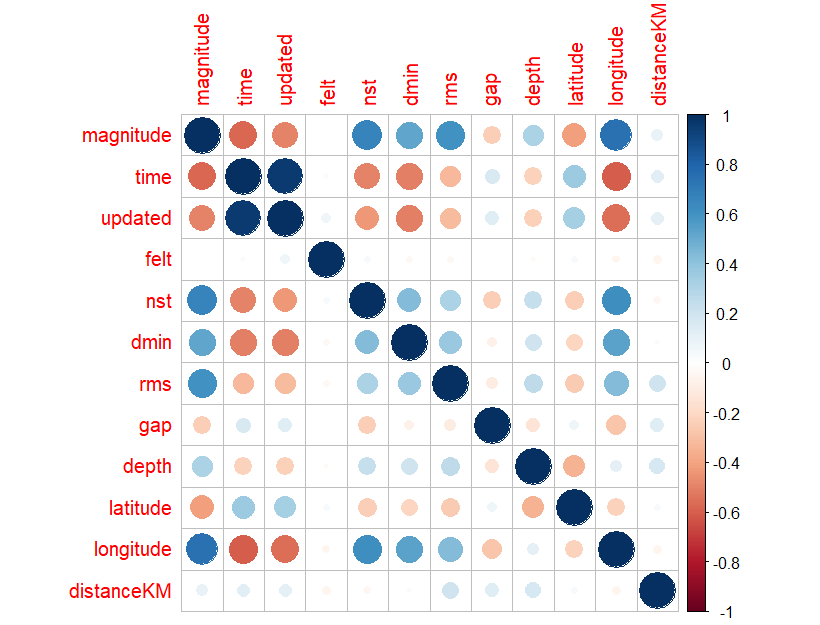 magnitude
time
updated
felt
nst
dmin
rms
gap
depth
latitude
longitude
distanceKM
magnitude
time
updated
felt
nst
dmin
rms
gap
depth
latitude
longitude
distanceKM
1
0.8
0.6
0.4
0.2
0
-0.2
-0.4
-0.6
-0.8
-1